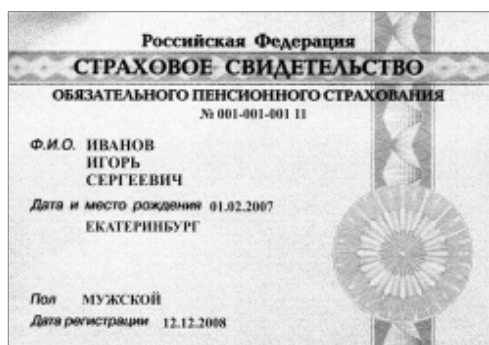 Российская Федерация
СТРАХОВОЕ СВИДЕТЕЛЬСТВО
ОБЯЗАТЕЛЬНОГО ПЕНСИОННОГО СТРАХОВАНИЯ
№ 001-001-001 11
Ф.И.О. ИВАНОВ
ИГОРЬ
СЕРГЕЕВИЧ
Дата и место рождения 01.02.2007
ЕКАТЕРИНБУРГ
Пол МУЖСКОЙ
Дата регистрации 12.12.2008